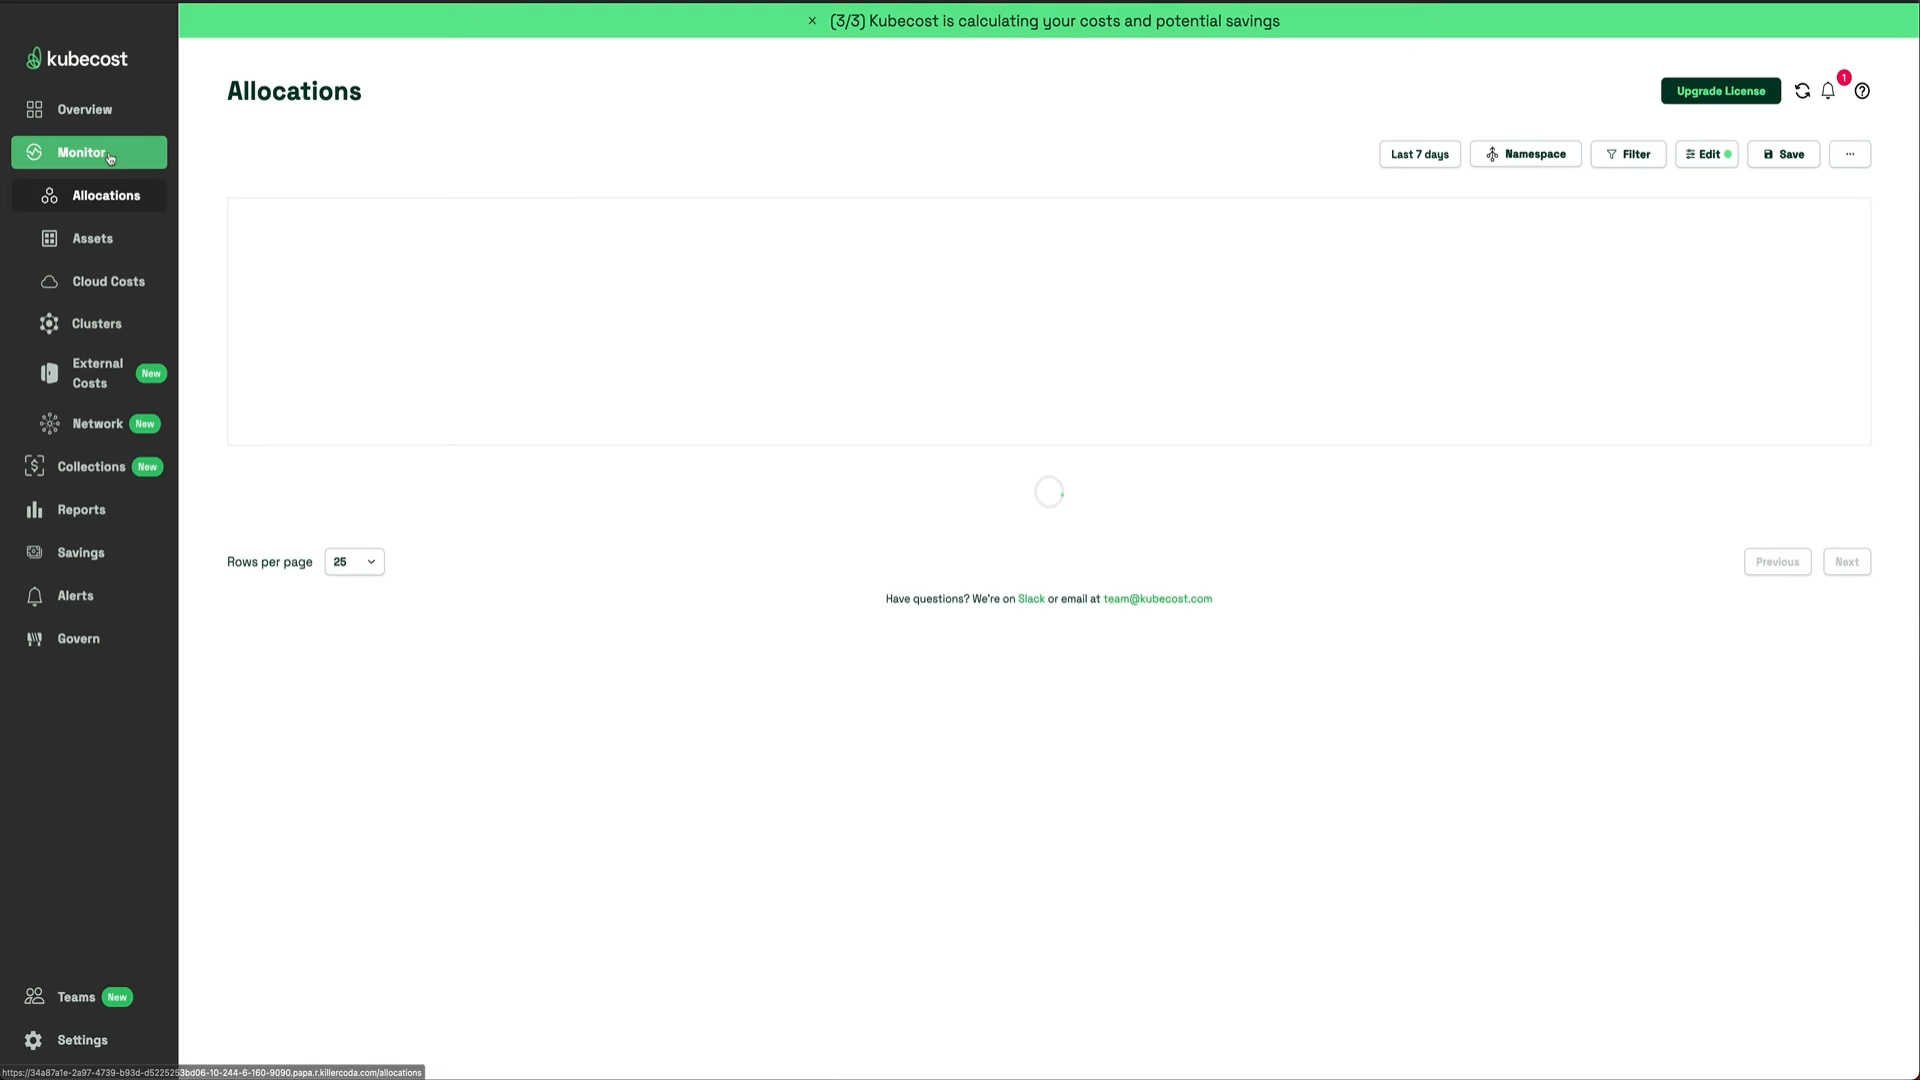 × (3/3) Kubecost is calculating your costs and potential savings
kubecost
Overview
Monitor
Allocations
Assets
Cloud Costs
Clusters
External
Costs
New
Network New
Collections New
Reports
Savings
Alerts
Govern
Teams New
Settings
Allocations
Upgrade License
1
Last 7 days
Namespace
Filter
Edit
Save
...
Rows per page 25
Previous
Next
Have questions? We're on Slack or email at team@kubecost.com
https://34a87a1e-2a97-4739-b93d-d5225253bd06-10-244-6-160-9090.papa.r.killercoda.com/allocations